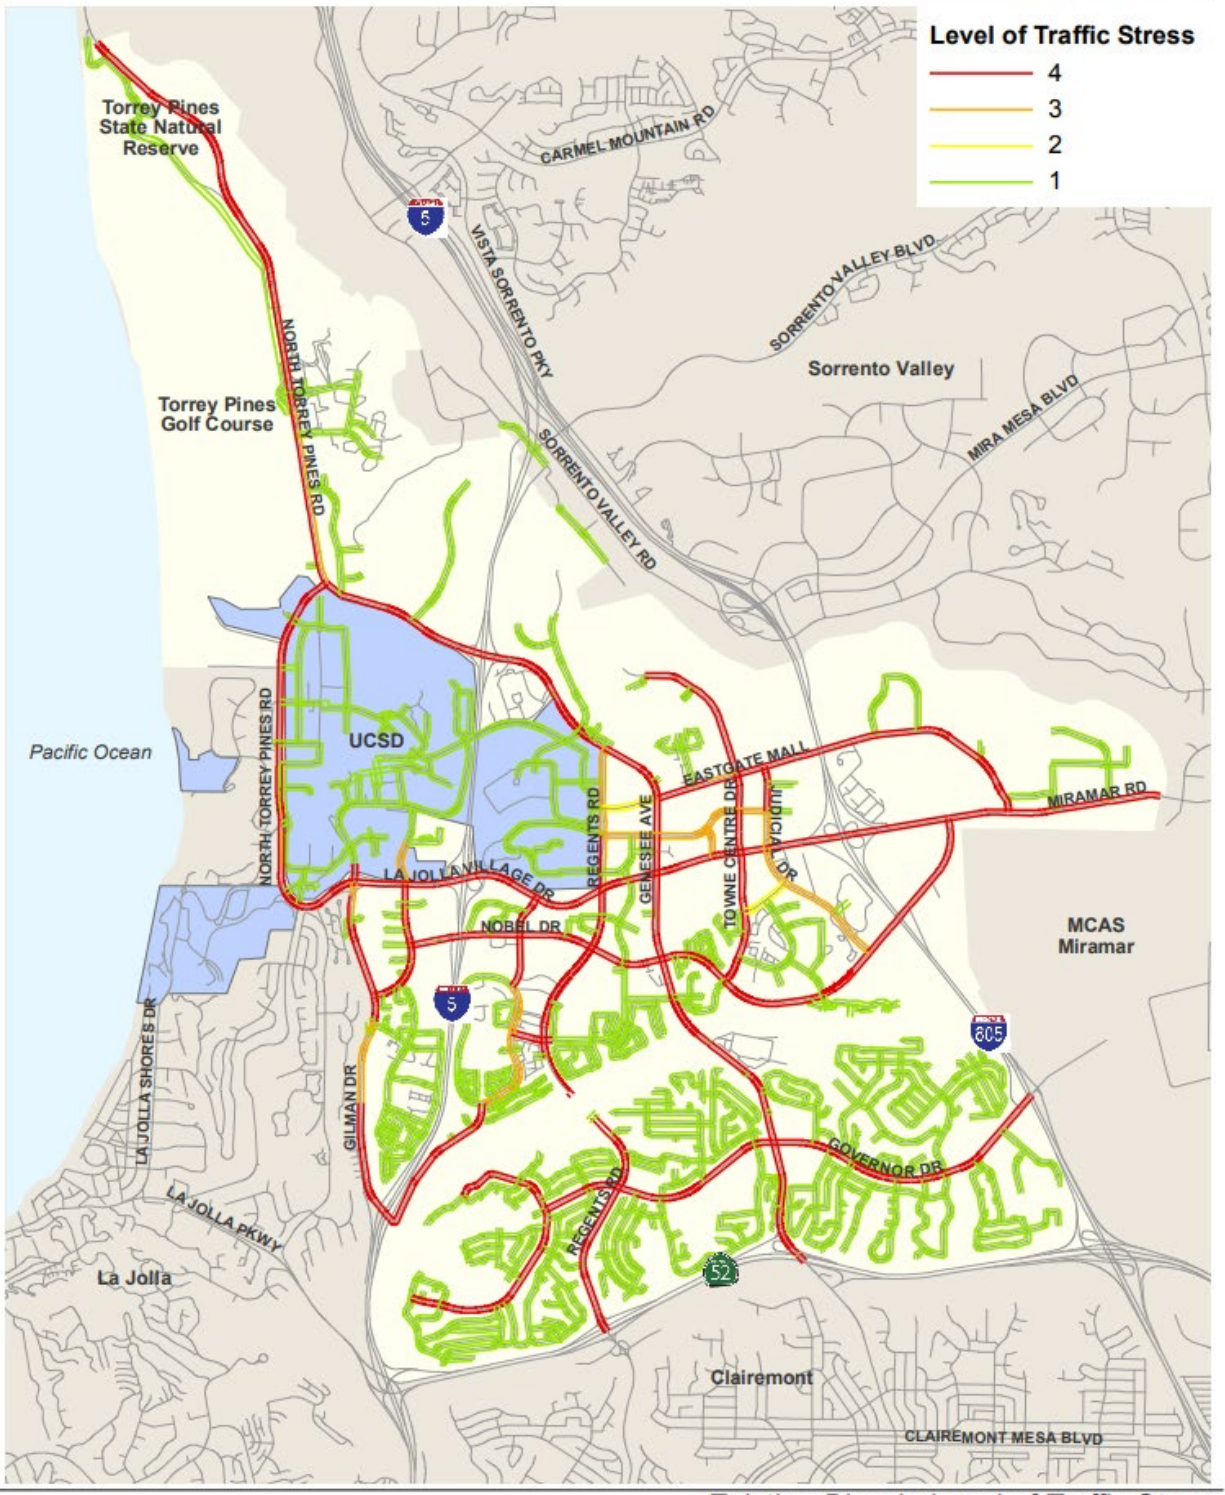 Level of Traffic Stress
4
3
2
1
Torrey Pines
State Natural
Reserve
CARMEL MOUNTAIN RD
5
VISTA SORRENTO PKY
SORRENTO VALLEY BLVD
Sorrento Valley
MIRA MESA BLVD
NORTH TORREY PINES RD
Torrey Pines
Golf Course
SORRENTO VALLEY RD
NORTH TORREY PINES RD
UCSD
Pacific Ocean
EASTGATE MALL
MIRAMAR RD
REGENTS RD
GENESEE AVE
TOWNE CENTRE DR
JUDICIAL DR
LA JOLLA VILLAGE DR
NOBEL DR
MCAS
Miramar
5
805
LA JOLLA SHORES DR
GILMAN DR
GOVERNOR DR
REGENTS RD
LA JOLLA PKWY
La Jolla
52
Clairemont
CLAIREMONT MESA BLVD